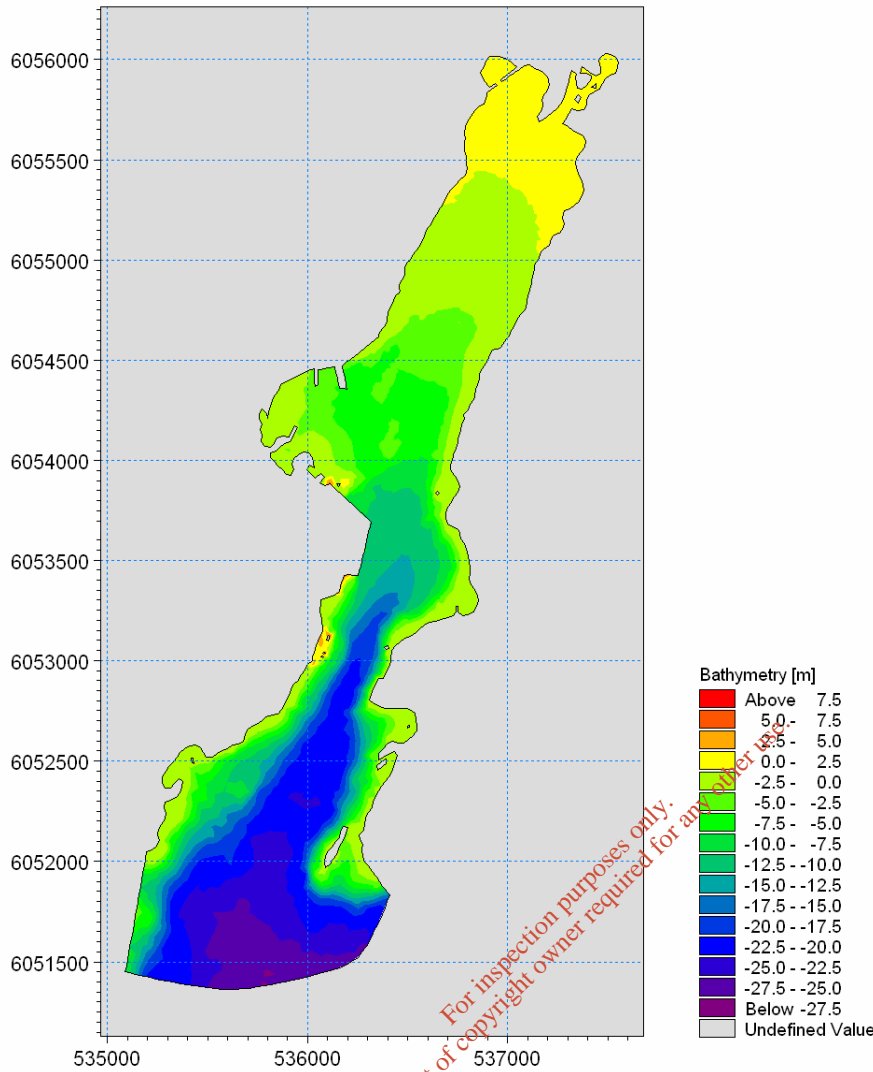 6056000
6055500
6055000
6054500
6054000
6053500
6053000
6052500
6052000
6051500
535000
536000
537000
Bathymetry [m]
Above 7.5
5.0 - 7.5
2.5 - 5.0
0.0 - 2.5
-2.5 - 0.0
-5.0 - -2.5
-7.5 - -5.0
-10.0 - -7.5
-12.5 - -10.0
-15.0 - -12.5
-17.5 - -15.0
-20.0 - -17.5
-22.5 - -20.0
-25.0 - -22.5
-27.5 - -25.0
Below -27.5
Undefined Value
For inspection purposes only.
of copyright owner required for any other use.